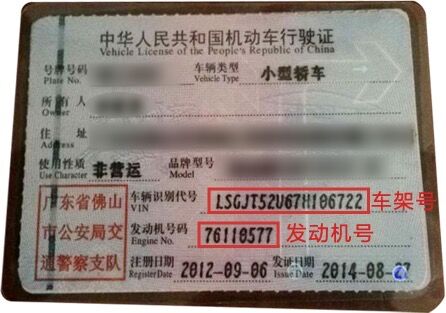 中华人民共和国机动车行驶证
Vehicle License of the People's Republic of China
号牌号码 车辆类型 小型轿车
Plate No. Vehicle Type
所有人
Owner
住址
Address
使用性质 非营运 品牌型号
Use Character Model
广东省佛山
市公安局交
通警察支队
车辆识别代号 LSGJT52U67H106722 车架号
VIN
发动机号码 76110577 发动机号
Engine No.
注册日期 2012-09-06 发证日期 2014-08-27
Register Date Issue Date